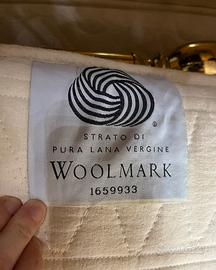 ®
STRATO DI
PURA LANA VERGINE
WOOLMARK
1659933